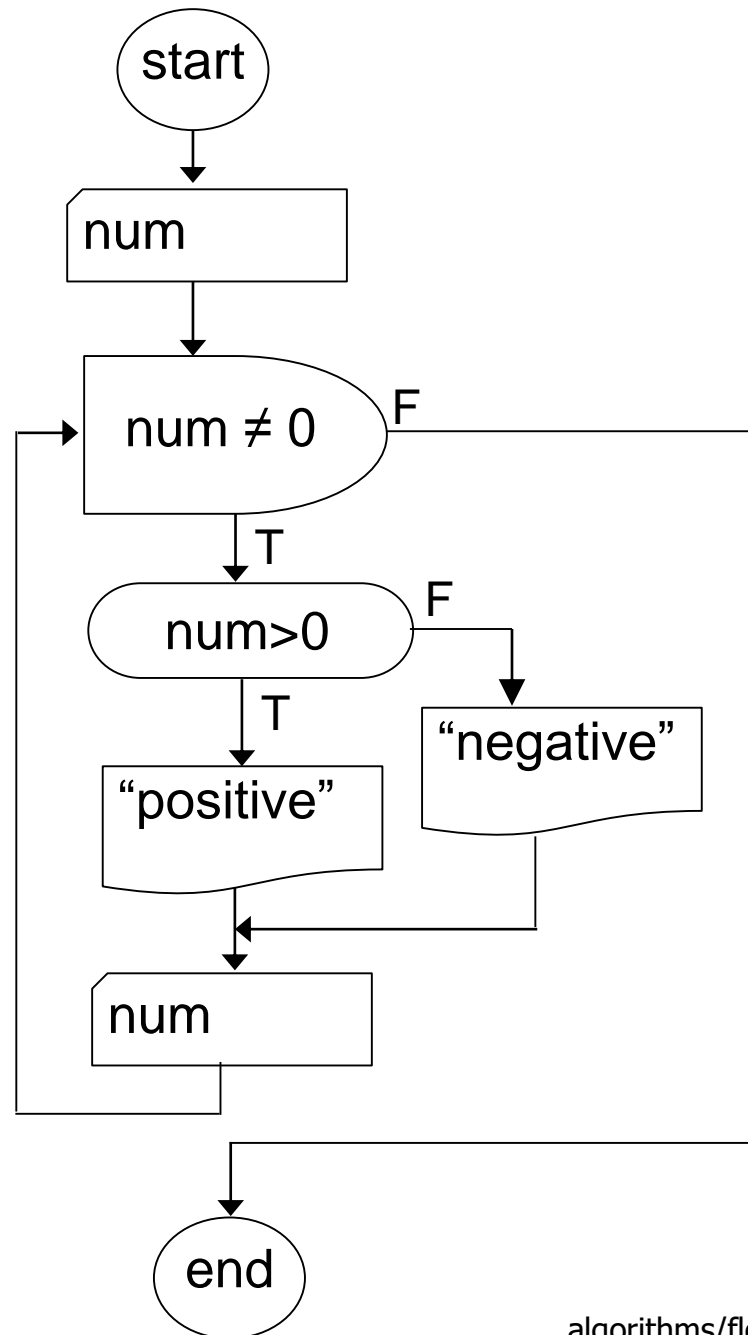 start
num
num ≠ 0
F
T
num>0
F
T
“negative”
“positive”
num
end